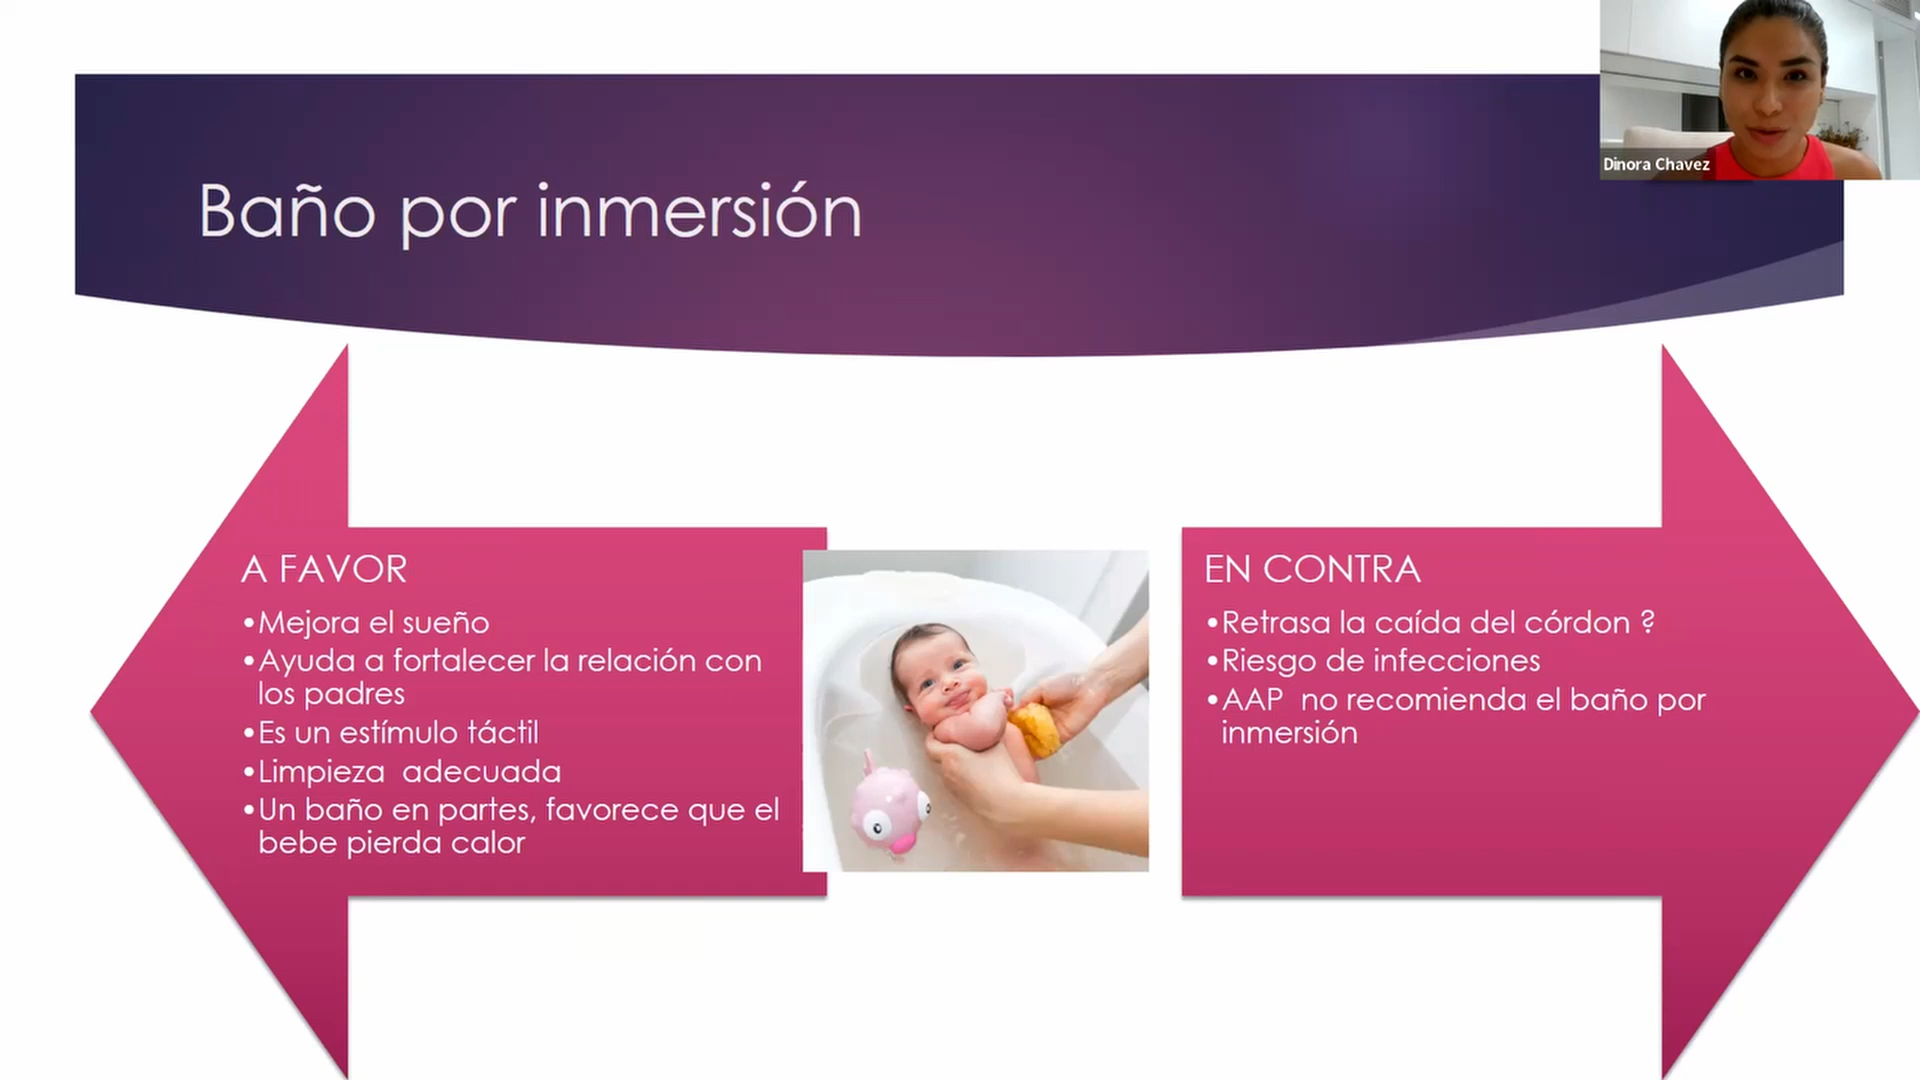 Dinora Chavez
Baño por inmersión
A FAVOR
•Mejora el sueño
•Ayuda a fortalecer la relación con
los padres
•Es un estímulo táctil
•Limpieza  adecuada
•Un baño en partes, favorece que el
bebe pierda calor
EN CONTRA
•Retrasa la caída del córdon ?
•Riesgo de infecciones
•AAP  no recomienda el baño por
inmersión